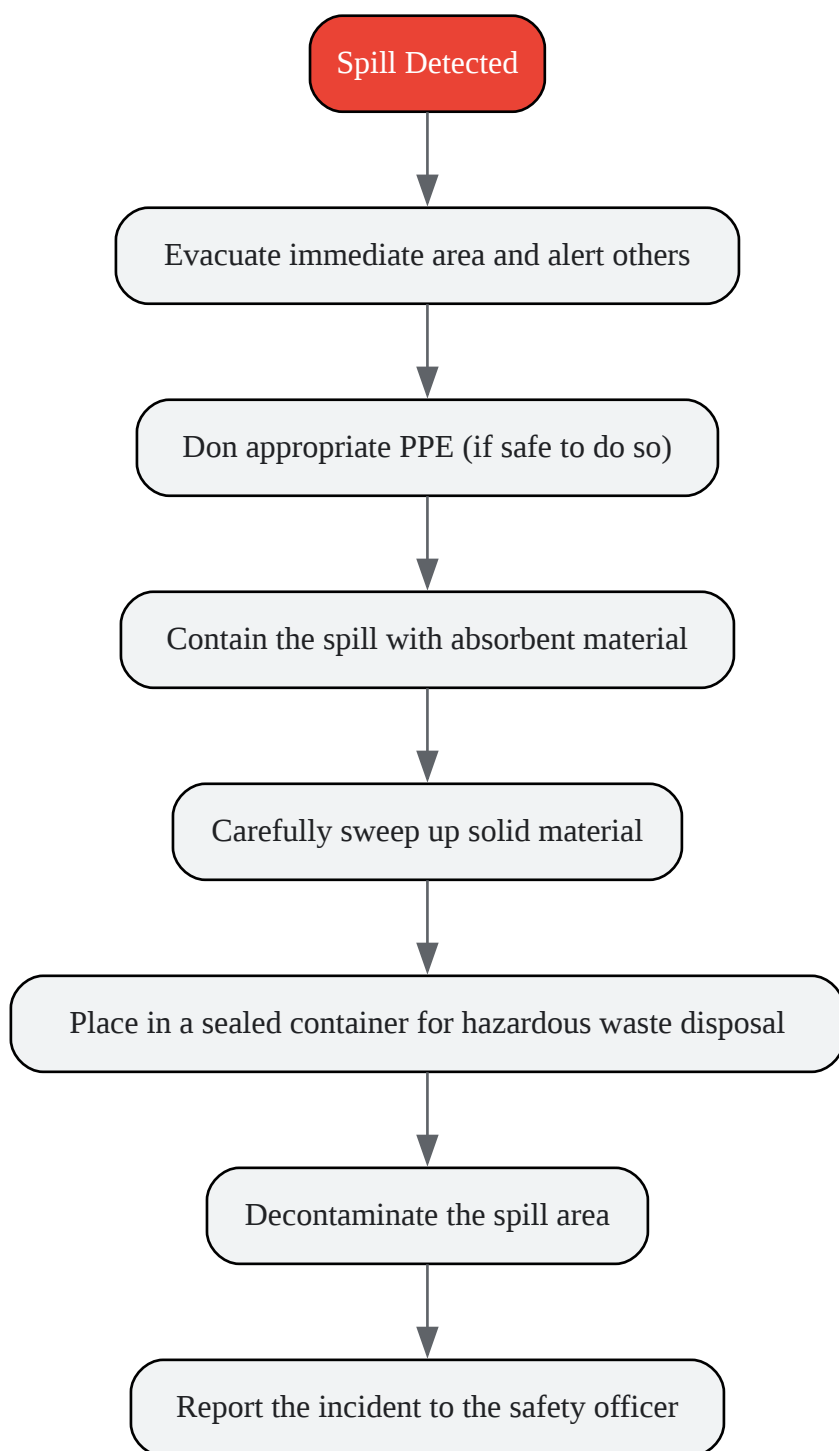 Spill Detected
Evacuate immediate area and alert others
Don appropriate PPE (if safe to do so)
Contain the spill with absorbent material
Carefully sweep up solid material
Place in a sealed container for hazardous waste disposal
Decontaminate the spill area
Report the incident to the safety officer